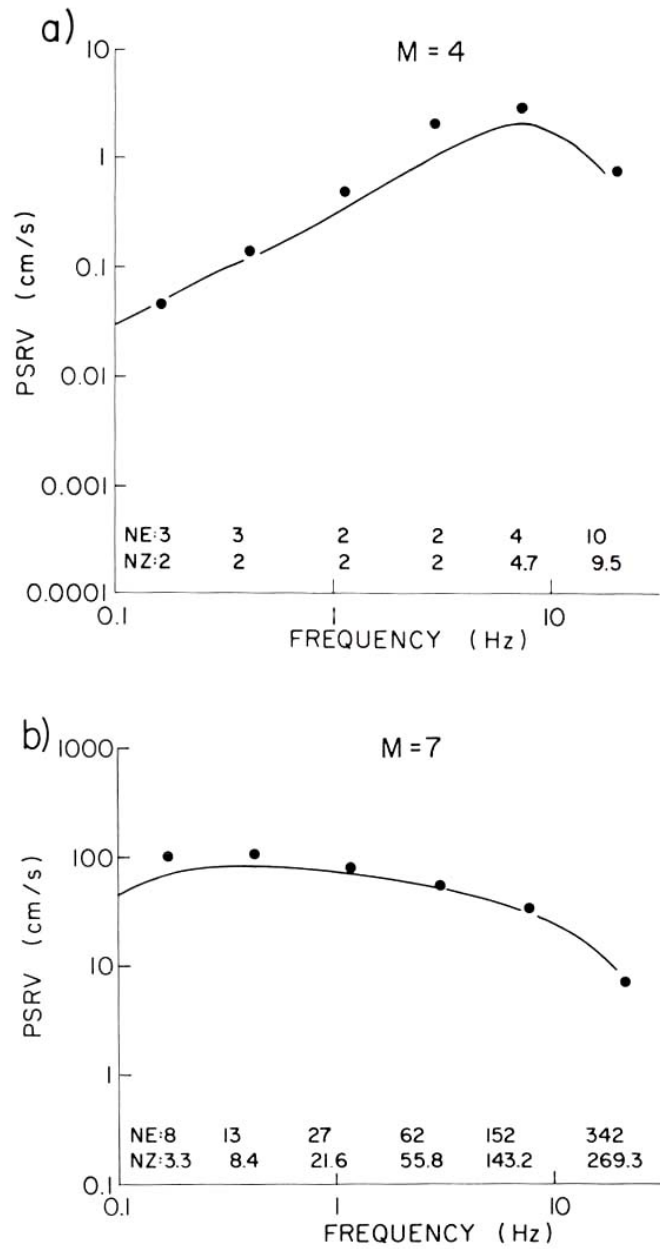 a)
M = 4
10
1
0.1
0.01
0.001
0.0001
PSRV (cm/s)
NE:3 3 2 2 4 10
NZ:2 2 2 2 4.7 9.5
0.1 1 10
FREQUENCY (Hz)
b)
M = 7
1000
100
10
1
0.1
PSRV (cm/s)
NE:8 13 27 62 152 342
NZ:3.3 8.4 21.6 55.8 143.2 269.3
0.1 1 10
FREQUENCY (Hz)